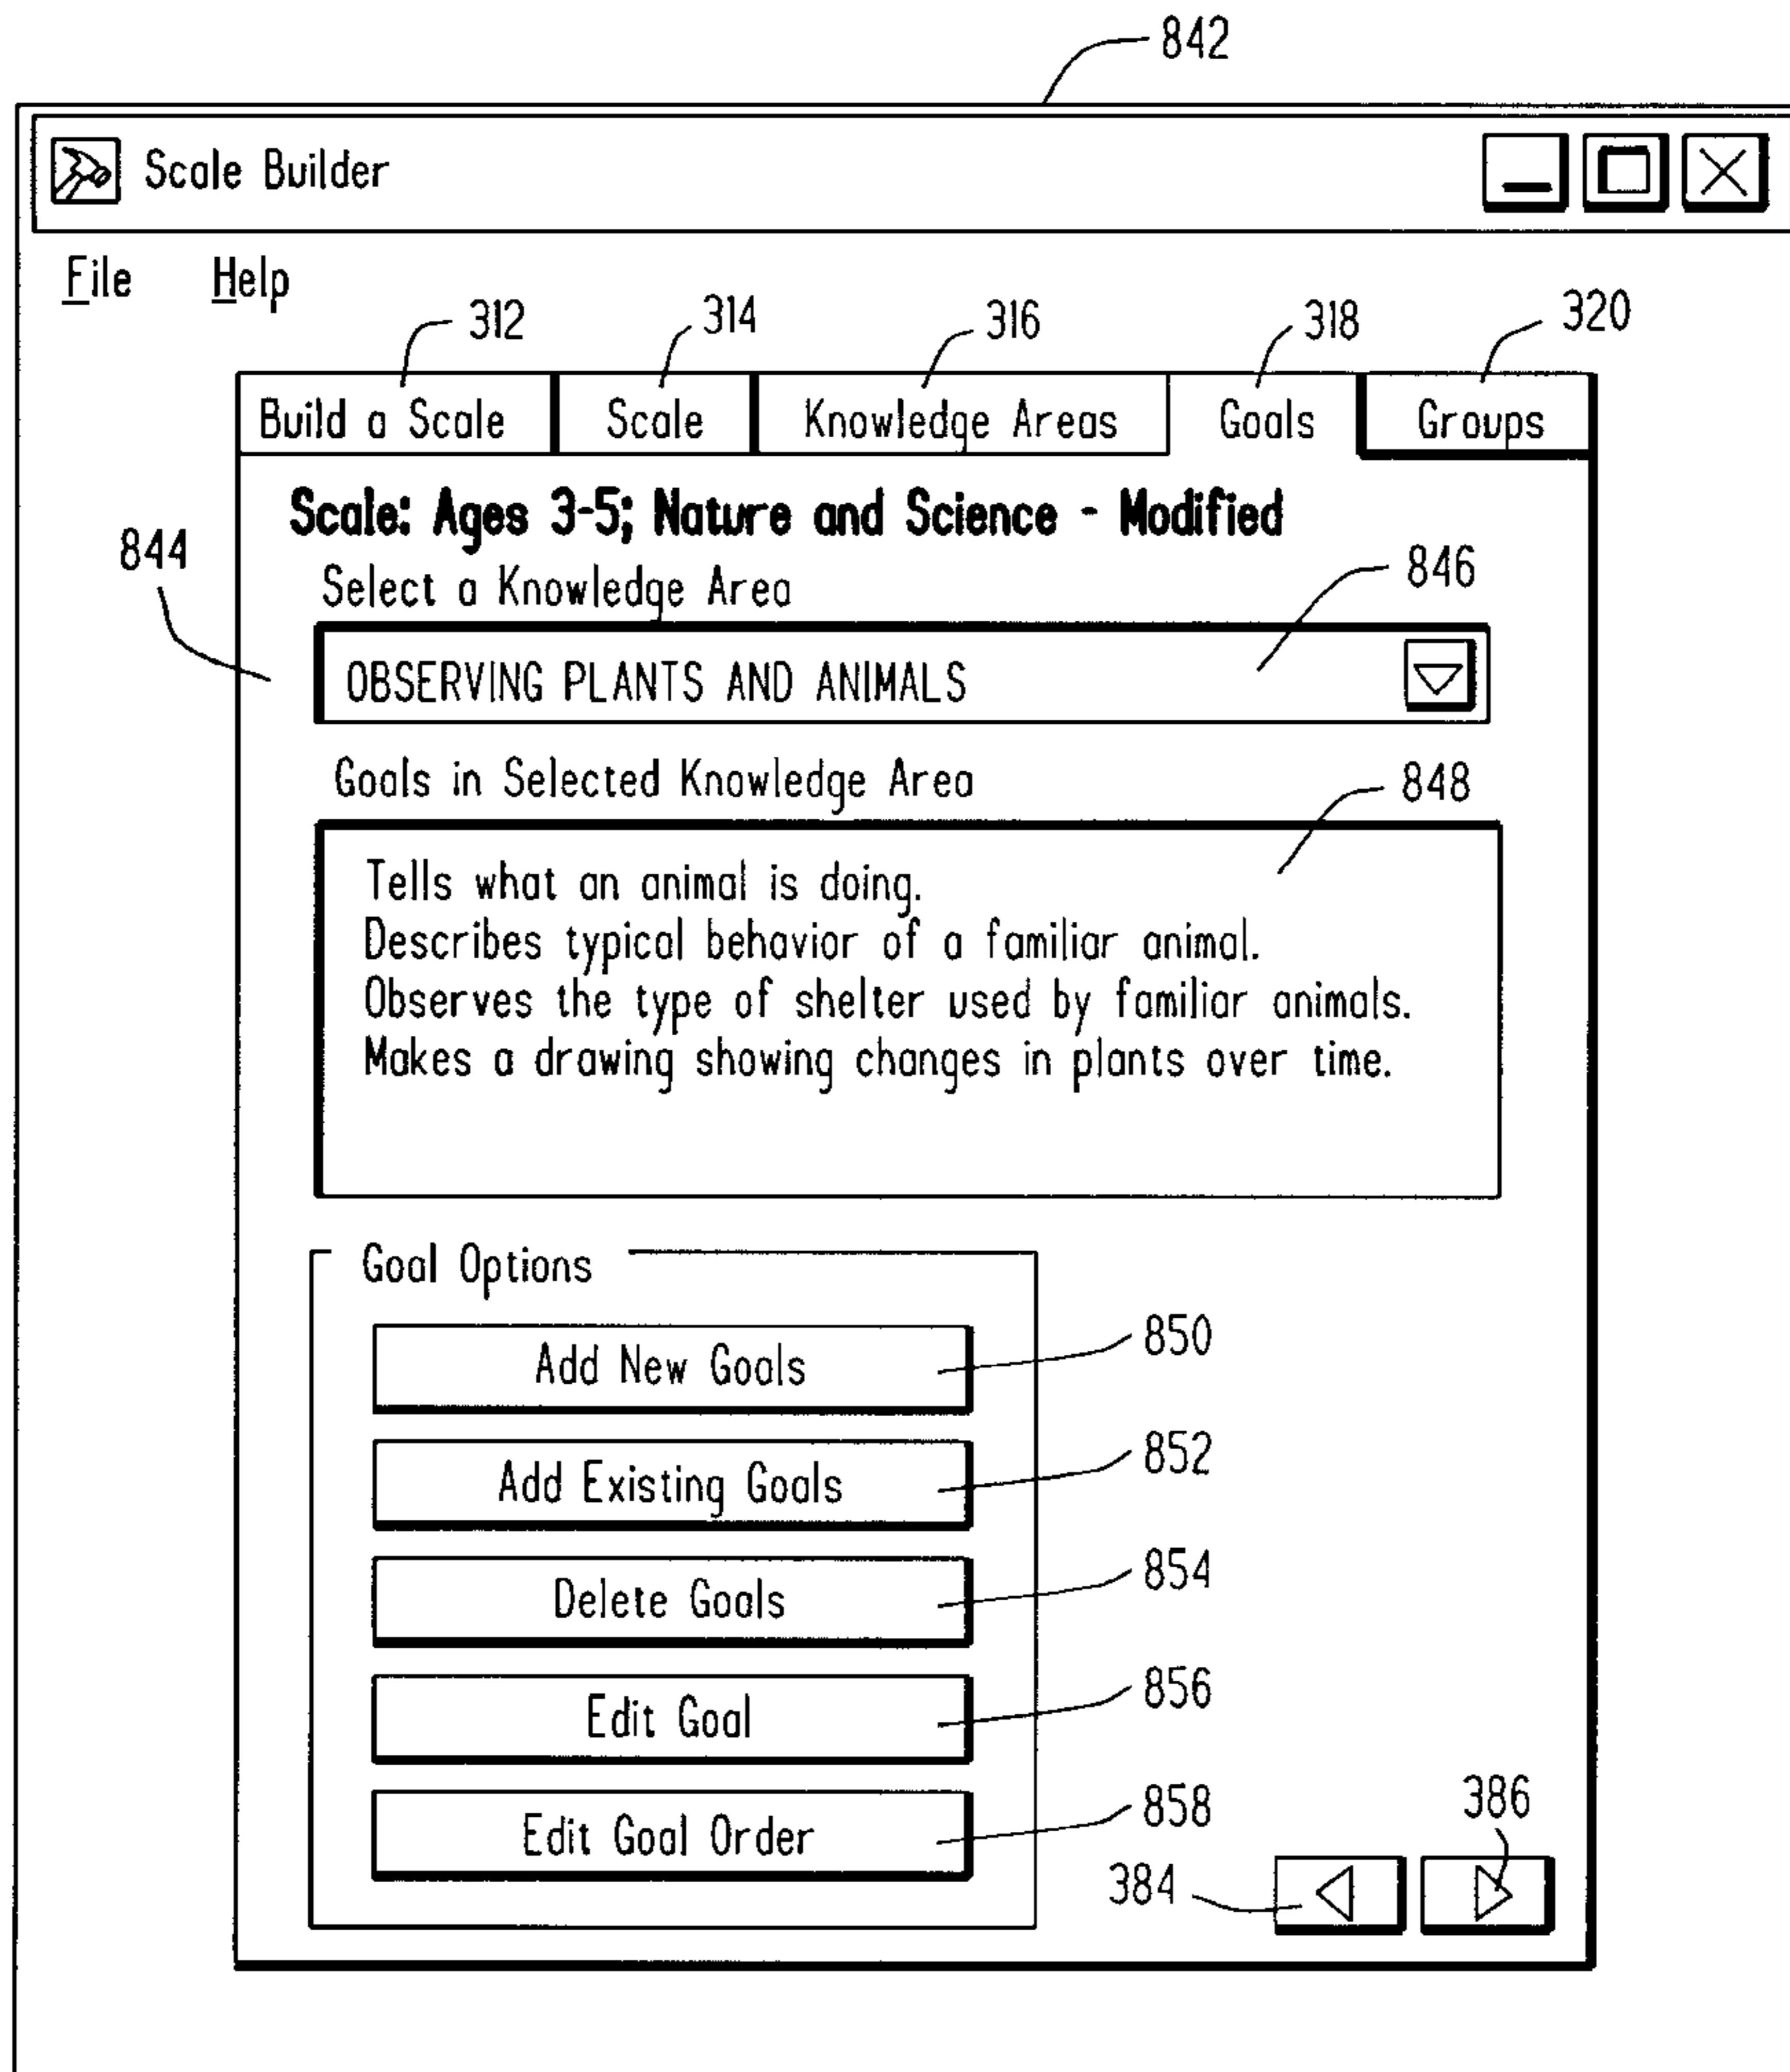 842
Scale Builder
File Help
312 314 316 318 320
Build a Scale Scale Knowledge Areas Goals Groups
Scale: Ages 3-5; Nature and Science - Modified
844
Select a Knowledge Area
846
OBSERVING PLANTS AND ANIMALS
Goals in Selected Knowledge Area
848
Tells what an animal is doing.
Describes typical behavior of a familiar animal.
Observes the type of shelter used by familiar animals.
Makes a drawing showing changes in plants over time.
Goal Options
Add New Goals 850
Add Existing Goals 852
Delete Goals 854
Edit Goal 856
Edit Goal Order 858
384 386